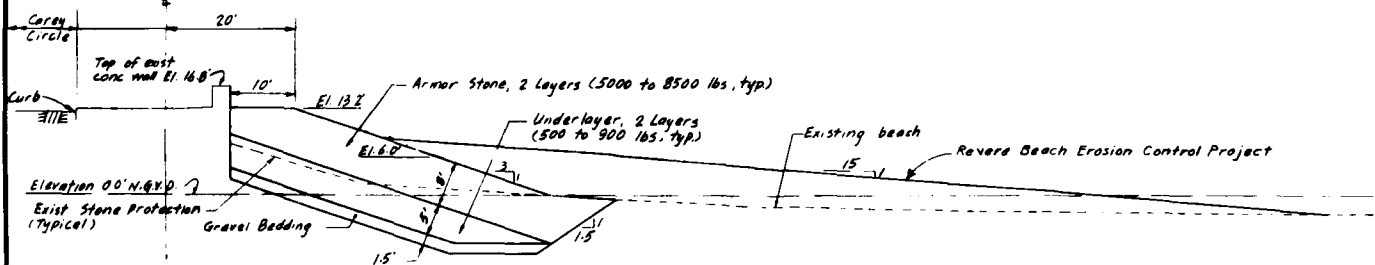 Carey
Circle
20'
Top of exist
conc wall El. 16.8'
10'
Curb
El. 13.2
Armor Stone, 2 Layers (5000 to 8500 lbs, typ.)
Underlayer, 2 Layers
(500 to 900 lbs, typ.)
El. 6.0'
3
1
Existing beach
15
1
Revere Beach Erosion Control Project
Elevation 0.0' N.G.V.D.
Exist Stone Protection
(Typical)
Gravel Bedding
8'
5'
1.5'
1.5
1